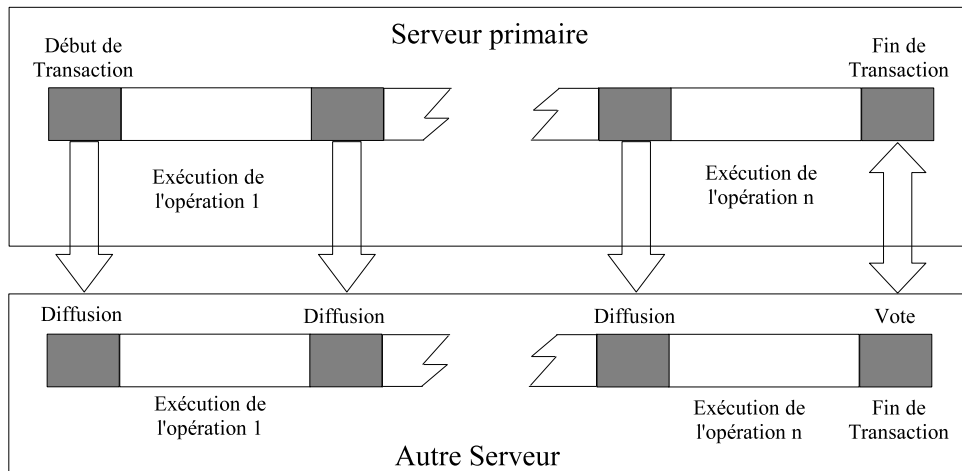 Serveur primaire
Début de
Transaction
Fin de
Transaction
Exécution de
l'opération 1
Exécution de
l'opération n
Diffusion
Diffusion
Diffusion
Vote
Exécution de
l'opération 1
Exécution de
l'opération n
Fin de
Transaction
Autre Serveur